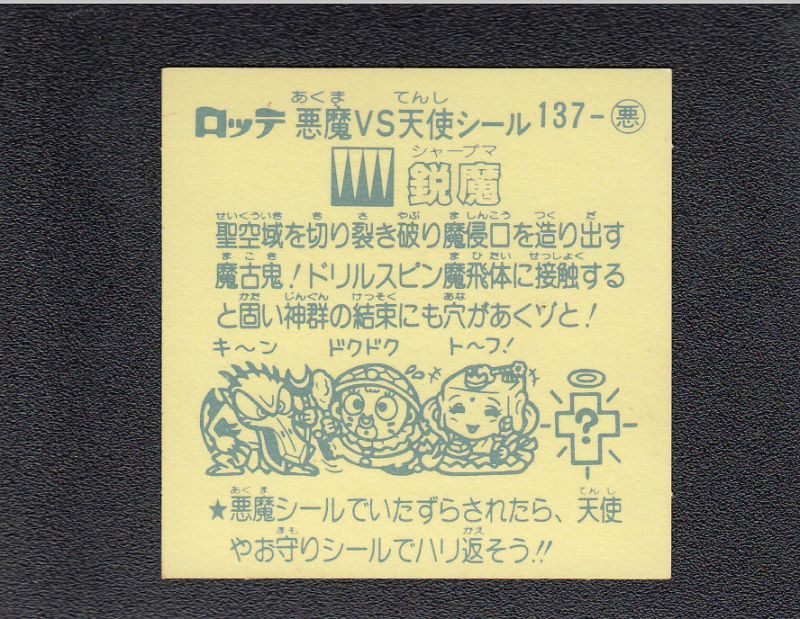 あくま てんし
ロッテ 悪魔VS天使シール 137-悪
シャープマ
鋭魔
せいくういき き さ やぶ ましんこう つく だ
聖空域を切り裂き破り魔侵口を造り出す
まこき まひたい せっしょく
魔古鬼!ドリルスピン魔飛体に接触する
かた じんぐん けっそく あな
と固い神群の結束にも穴があくゾと!
キ〜ン ドクドク ト〜フ!
?
あくま てんし
★悪魔シールでいたずらされたら、天使
まも かえ
やお守りシールでハリ返そう!!